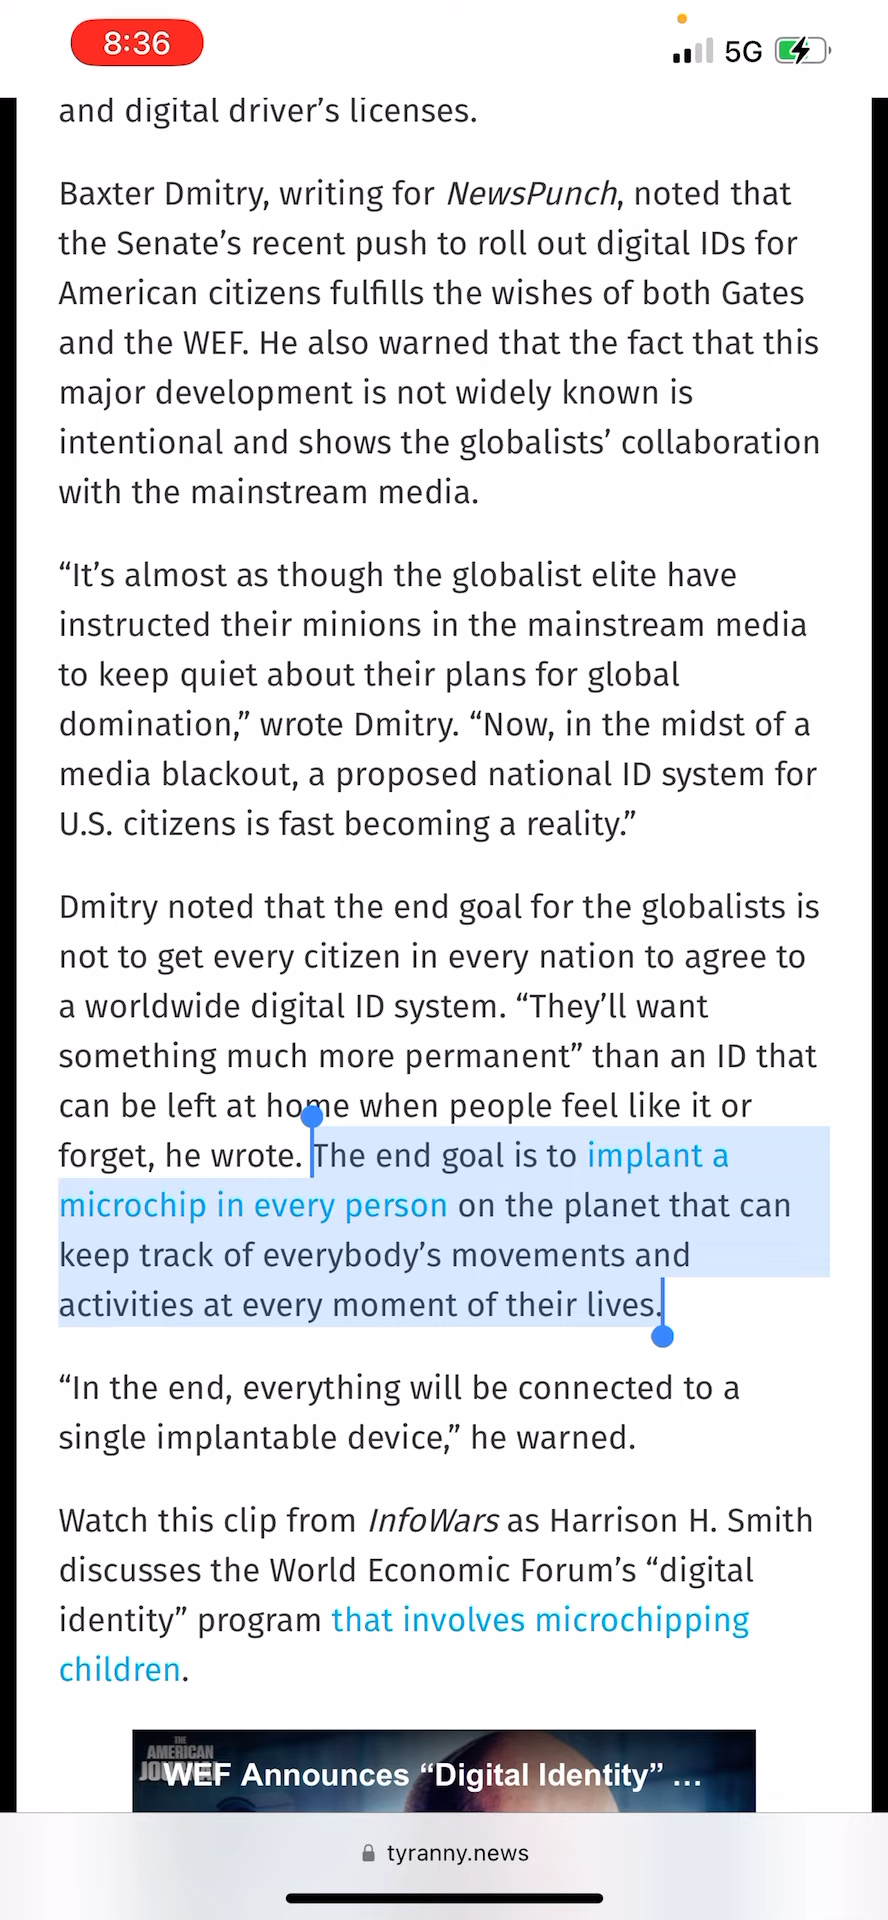 8:36
5G
and digital driver’s licenses.
Baxter Dmitry, writing for NewsPunch, noted that
the Senate’s recent push to roll out digital IDs for
American citizens fulfills the wishes of both Gates
and the WEF. He also warned that the fact that this
major development is not widely known is
intentional and shows the globalists’ collaboration
with the mainstream media.
“It’s almost as though the globalist elite have
instructed their minions in the mainstream media
to keep quiet about their plans for global
domination,” wrote Dmitry. “Now, in the midst of a
media blackout, a proposed national ID system for
U.S. citizens is fast becoming a reality.”
Dmitry noted that the end goal for the globalists is
not to get every citizen in every nation to agree to
a worldwide digital ID system. “They’ll want
something much more permanent” than an ID that
can be left at home when people feel like it or
forget, he wrote. The end goal is to implant a
microchip in every person on the planet that can
keep track of everybody’s movements and
activities at every moment of their lives.
“In the end, everything will be connected to a
single implantable device,” he warned.
Watch this clip from InfoWars as Harrison H. Smith
discusses the World Economic Forum’s “digital
identity” program that involves microchipping
children.
THE
AMERICAN
JOURNAL
WEF Announces “Digital Identity” ...
tyranny.news